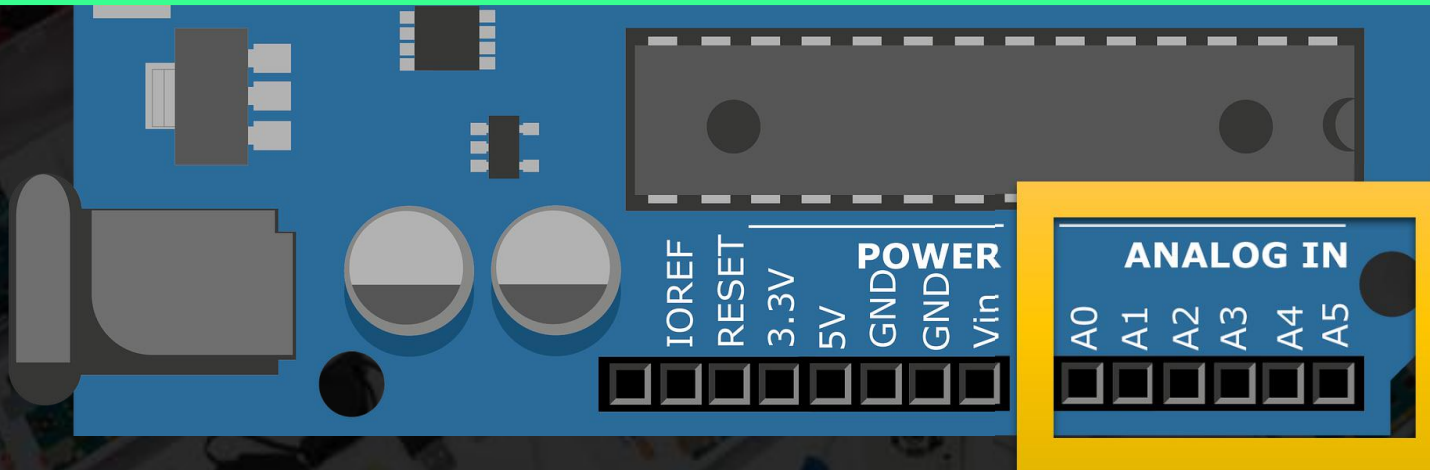 POWER
IOREF
RESET
3.3V
5V
GND
GND
Vin
ANALOG IN
A0
A1
A2
A3
A4
A5